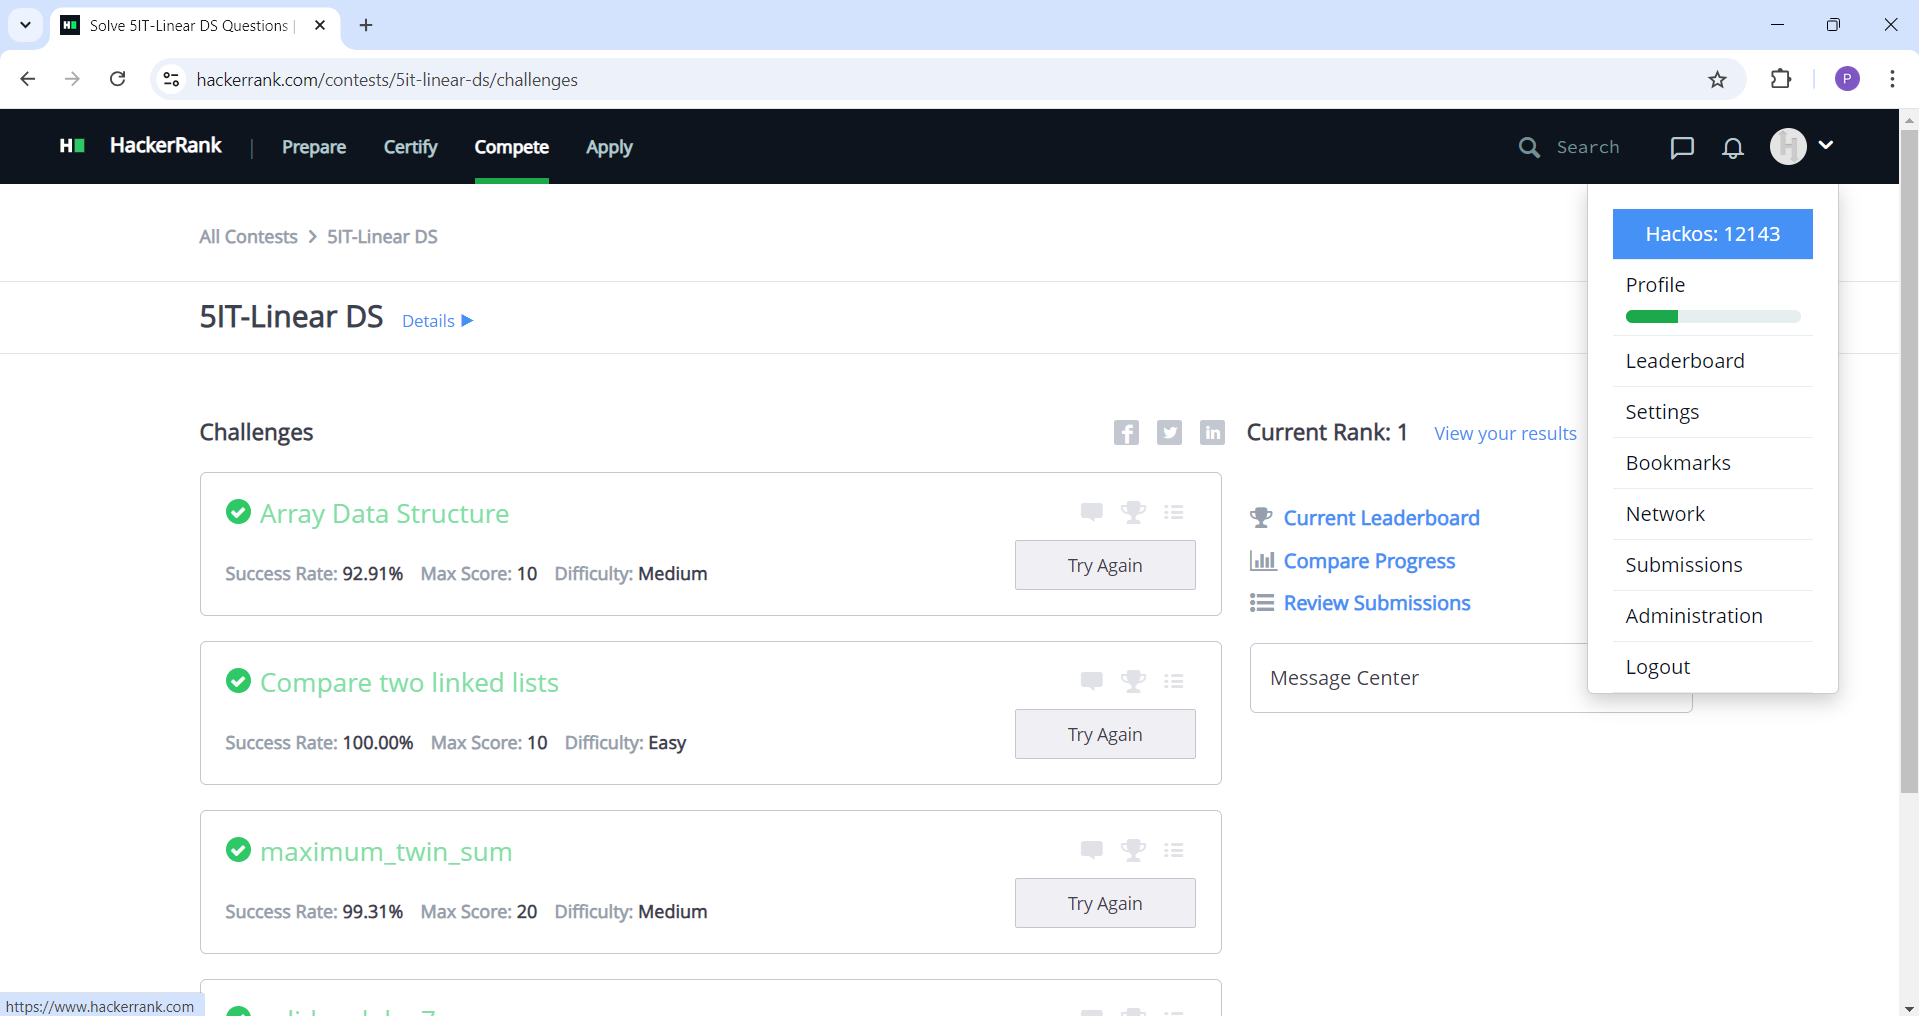 Solve 5IT-Linear DS Questions |
hackerrank.com/contests/5it-linear-ds/challenges
P
H
HackerRank | Prepare Certify Compete Apply Search
H
Hackos: 12143
Profile
Leaderboard
Settings
Bookmarks
Network
Submissions
Administration
Logout
All Contests > 5IT-Linear DS
5IT-Linear DS Details
Challenges
Current Rank: 1 View your results
Array Data Structure
Success Rate: 92.91% Max Score: 10 Difficulty: Medium
Try Again
Current Leaderboard
Compare Progress
Review Submissions
Message Center
Compare two linked lists
Success Rate: 100.00% Max Score: 10 Difficulty: Easy
Try Again
maximum_twin_sum
Success Rate: 99.31% Max Score: 20 Difficulty: Medium
Try Again
https://www.hackerrank.com